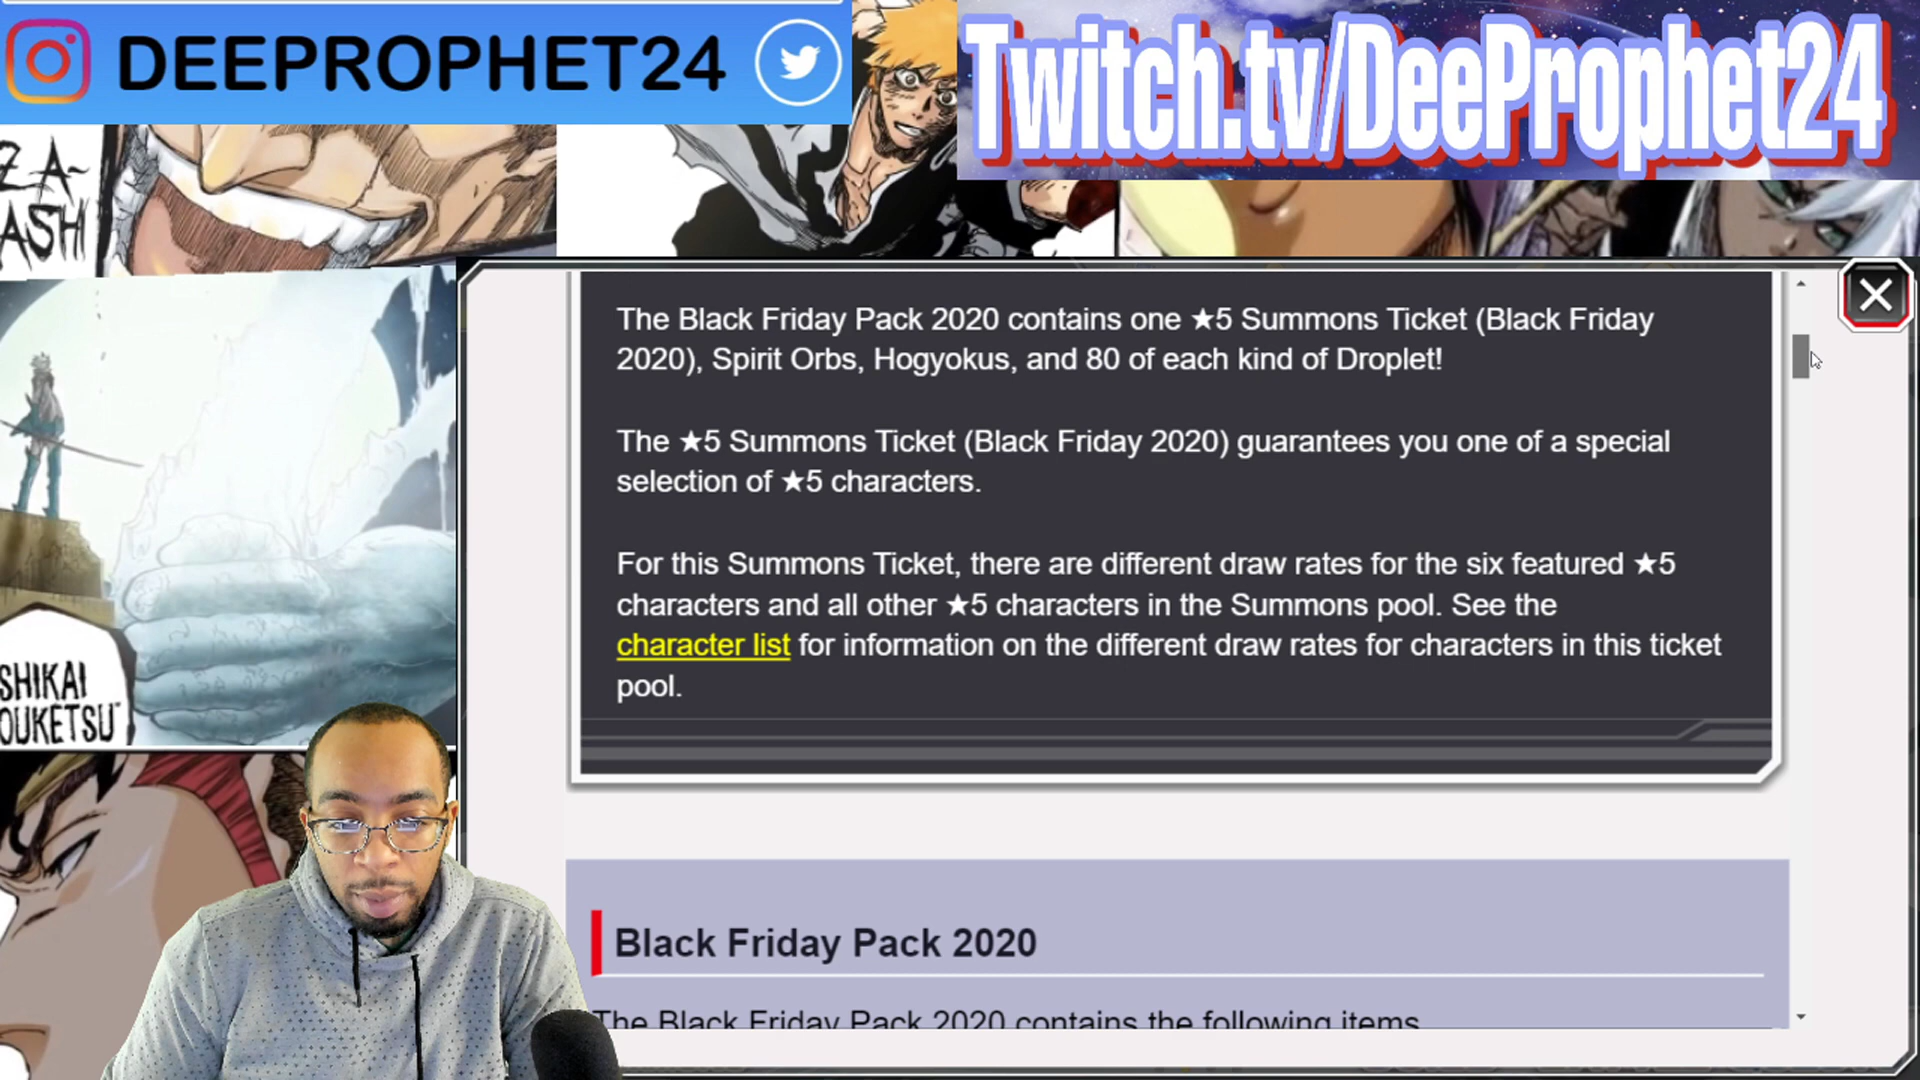 DEEPROPHET24
Twitch.tv/DeeProphet24
ZA-
ASH
The Black Friday Pack 2020 contains one ★5 Summons Ticket (Black Friday
2020), Spirit Orbs, Hogyokus, and 80 of each kind of Droplet!
The ★5 Summons Ticket (Black Friday 2020) guarantees you one of a special
selection of ★5 characters.
For this Summons Ticket, there are different draw rates for the six featured ★5
characters and all other ★5 characters in the Summons pool. See the
character list for information on the different draw rates for characters in this ticket
pool.
SHIKAI
OUKETSU
Black Friday Pack 2020
The Black Friday Pack 2020 contains the following items